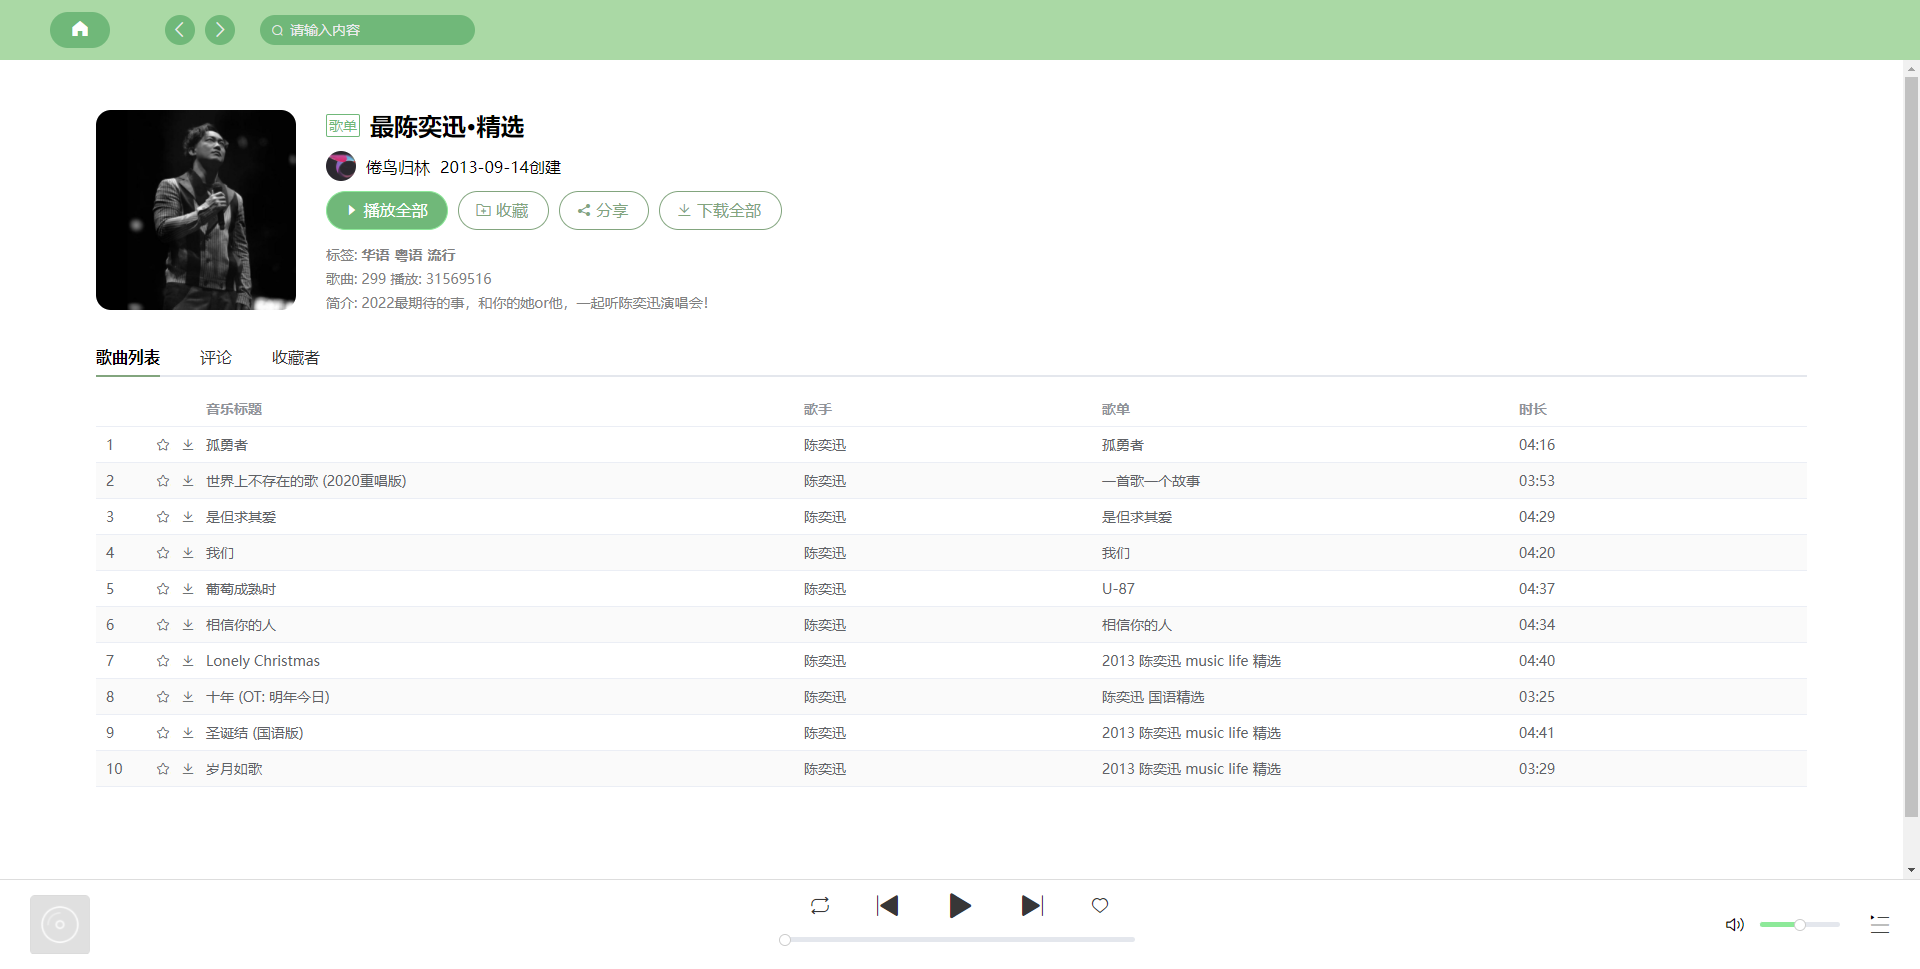 请输入内容
歌单 最陈奕迅•精选
倦鸟归林 2013-09-14创建
播放全部 收藏 分享 下载全部
标签: 华语 粤语 流行
歌曲: 299 播放: 31569516
简介: 2022最期待的事，和你的她or他，一起听陈奕迅演唱会！
歌曲列表 评论 收藏者
音乐标题 歌手 歌单 时长
1 孤勇者 陈奕迅 孤勇者 04:16
2 世界上不存在的歌 (2020重唱版) 陈奕迅 一首歌一个故事 03:53
3 是但求其爱 陈奕迅 是但求其爱 04:29
4 我们 陈奕迅 我们 04:20
5 葡萄成熟时 陈奕迅 U-87 04:37
6 相信你的人 陈奕迅 相信你的人 04:34
7 Lonely Christmas 陈奕迅 2013 陈奕迅 music life 精选 04:40
8 十年 (OT: 明年今日) 陈奕迅 陈奕迅 国语精选 03:25
9 圣诞结 (国语版) 陈奕迅 2013 陈奕迅 music life 精选 04:41
10 岁月如歌 陈奕迅 2013 陈奕迅 music life 精选 03:29